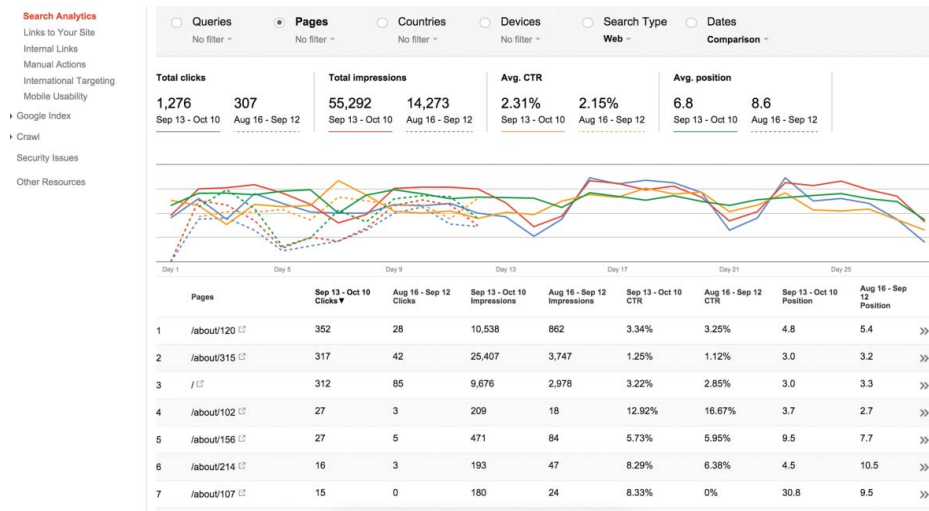 Search Analytics
Links to Your Site
Internal Links
Manual Actions
International Targeting
Mobile Usability
Google Index
Crawl
Security Issues
Other Resources
Queries Pages Countries Devices Search Type Dates
No filter No filter No filter No filter Web Comparison
Total clicks Total impressions Avg. CTR Avg. position
1,276 307 55,292 14,273 2.31% 2.15% 6.8 8.6
Sep 13 - Oct 10 Aug 16 - Sep 12 Sep 13 - Oct 10 Aug 16 - Sep 12 Sep 13 - Oct 10 Aug 16 - Sep 12 Sep 13 - Oct 10 Aug 16 - Sep 12
Day 1 Day 5 Day 9 Day 13 Day 17 Day 21 Day 25
Pages
Sep 13 - Oct 10 Clicks▼
Aug 16 - Sep 12 Clicks
Sep 13 - Oct 10 Impressions
Aug 16 - Sep 12 Impressions
Sep 13 - Oct 10 CTR
Aug 16 - Sep 12 CTR
Sep 13 - Oct 10 Position
Aug 16 - Sep 12 Position
1 /about/120 352 28 10,538 862 3.34% 3.25% 4.8 5.4 »
2 /about/315 317 42 25,407 3,747 1.25% 1.12% 3.0 3.2 »
3 / 312 85 9,676 2,978 3.22% 2.85% 3.0 3.3 »
4 /about/102 27 3 209 18 12.92% 16.67% 3.7 2.7 »
5 /about/156 27 5 471 84 5.73% 5.95% 9.5 7.7 »
6 /about/214 16 3 193 47 8.29% 6.38% 4.5 10.5 »
7 /about/107 15 0 180 24 8.33% 0% 30.8 9.5 »